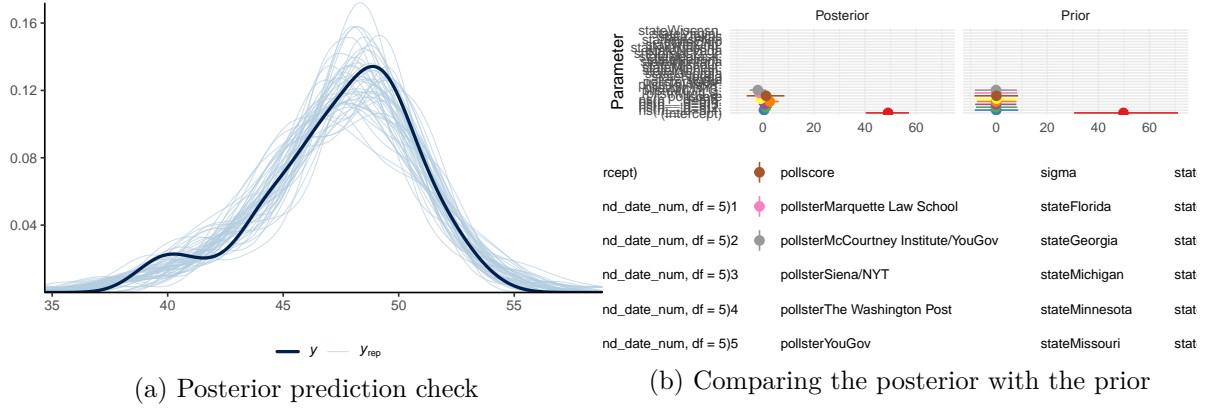 0.16
0.12
0.08
0.04
35
40
45
50
55
y
y rep
(a) Posterior prediction check
Posterior
Prior
Parameter
(Intercept)
0
20
40
60
0
20
40
60
rcept)
pollscore
sigma
stat
nd_date_num, df = 5)1
pollsterMarquette Law School
stateFlorida
stat
nd_date_num, df = 5)2
pollsterMcCourtney Institute/YouGov
stateGeorgia
stat
nd_date_num, df = 5)3
pollsterSiena/NYT
stateMichigan
stat
nd_date_num, df = 5)4
pollsterThe Washington Post
stateMinnesota
stat
nd_date_num, df = 5)5
pollsterYouGov
stateMissouri
stat
(b) Comparing the posterior with the prior